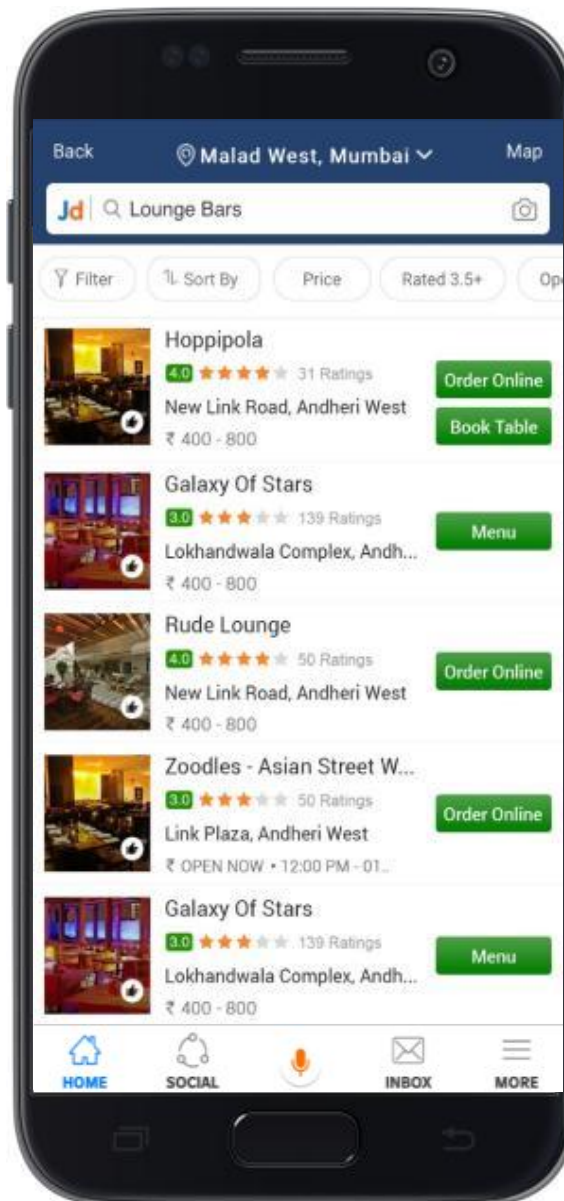 Back Malad West, Mumbai Map
Jd Lounge Bars
Filter Sort By Price Rated 3.5+ Ope
Hoppipola
4.0 31 Ratings
Order Online
New Link Road, Andheri West
Book Table
₹ 400 - 800
Galaxy Of Stars
3.0 139 Ratings
Menu
Lokhandwala Complex, Andh...
₹ 400 - 800
Rude Lounge
4.0 50 Ratings
Order Online
New Link Road, Andheri West
₹ 400 - 800
Zoodles - Asian Street W...
3.0 50 Ratings
Order Online
Link Plaza, Andheri West
₹ OPEN NOW • 12:00 PM - 01..
Galaxy Of Stars
3.0 139 Ratings
Menu
Lokhandwala Complex, Andh...
₹ 400 - 800
HOME SOCIAL INBOX MORE